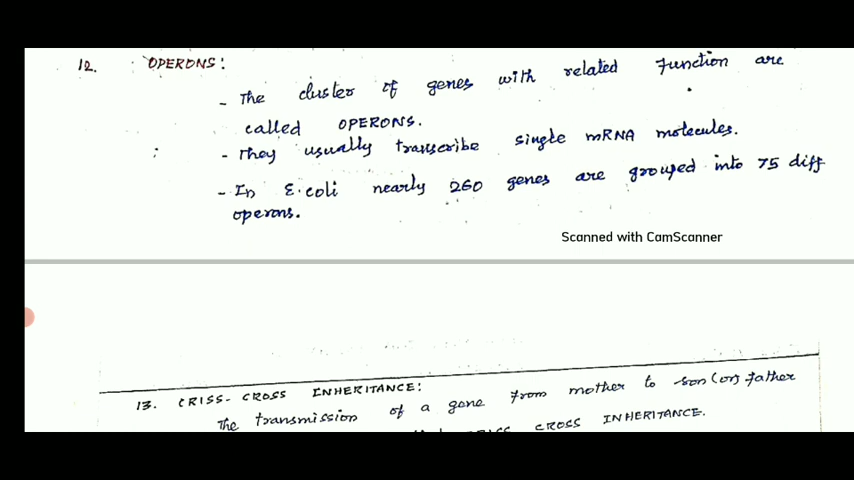 12. OPERONS:
- The cluster of genes with related function are
called OPERONS.
- They usually transcribe single mRNA molecules.
- In E.coli nearly 260 genes are grouped into 75 diff
operons.
Scanned with CamScanner
13. CRISS-CROSS INHERITANCE:
The transmission of a gene from mother to son (or) father
CROSS INHERITANCE.